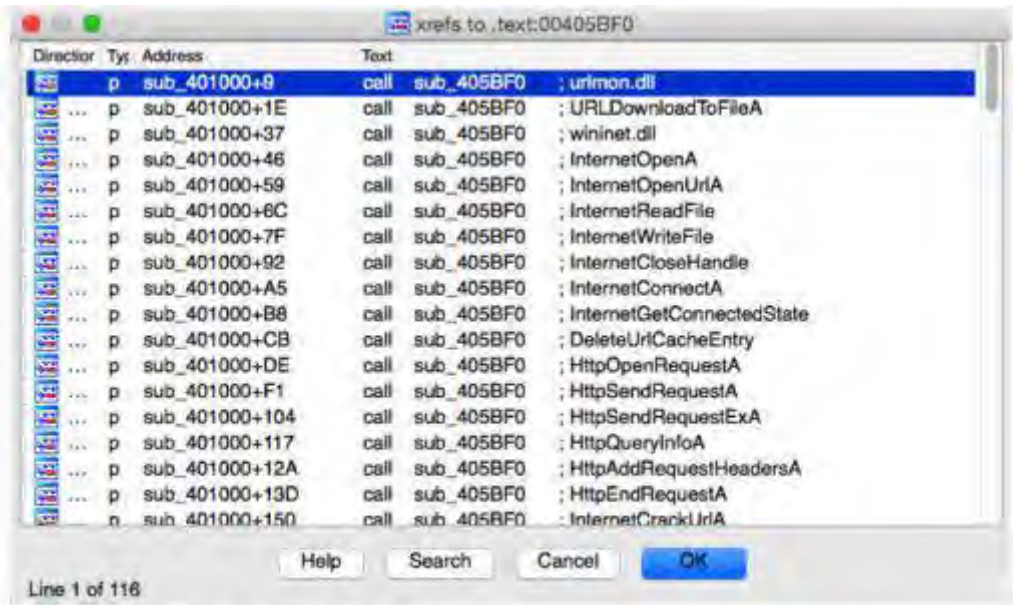 xrefs to .text:00405BF0
Direction Typ Address Text
p sub_401000+9 call sub_405BF0 ; urlmon.dll
... p sub_401000+1E call sub_405BF0 ; URLDownloadToFileA
... p sub_401000+37 call sub_405BF0 ; wininet.dll
... p sub_401000+46 call sub_405BF0 ; InternetOpenA
... p sub_401000+59 call sub_405BF0 ; InternetOpenUrlA
... p sub_401000+6C call sub_405BF0 ; InternetReadFile
... p sub_401000+7F call sub_405BF0 ; InternetWriteFile
... p sub_401000+92 call sub_405BF0 ; InternetCloseHandle
... p sub_401000+A5 call sub_405BF0 ; InternetConnectA
... p sub_401000+B8 call sub_405BF0 ; InternetGetConnectedState
... p sub_401000+CB call sub_405BF0 ; DeleteUrlCacheEntry
... p sub_401000+DE call sub_405BF0 ; HttpOpenRequestA
... p sub_401000+F1 call sub_405BF0 ; HttpSendRequestA
... p sub_401000+104 call sub_405BF0 ; HttpSendRequestExA
... p sub_401000+117 call sub_405BF0 ; HttpQueryInfoA
... p sub_401000+12A call sub_405BF0 ; HttpAddRequestHeadersA
... p sub_401000+13D call sub_405BF0 ; HttpEndRequestA
... p sub_401000+150 call sub_405BF0 ; InternetCrackUrlA
Help Search Cancel OK
Line 1 of 116